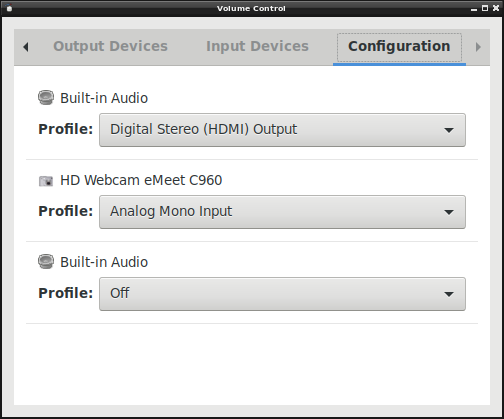 Volume Control
Output Devices Input Devices Configuration
Built-in Audio
Profile: Digital Stereo (HDMI) Output
HD Webcam eMeet C960
Profile: Analog Mono Input
Built-in Audio
Profile: Off